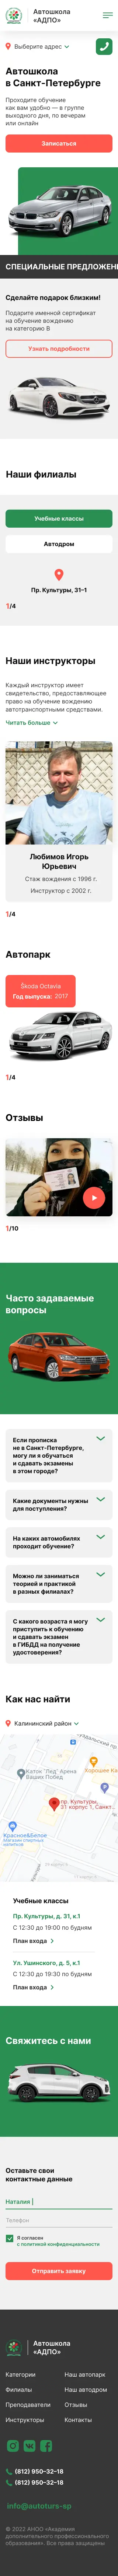 Автошкола
«АДПО»
Выберите адрес
Автошкола
в Санкт-Петербурге
Проходите обучение
как вам удобно — в группе
выходного дня, по вечерам
или онлайн
Записаться
СПЕЦИАЛЬНЫЕ ПРЕДЛОЖЕН
Сделайте подарок близким!
Подарите именной сертификат
на обучение вождению
на категорию В
Узнать подробности
Наши филиалы
Учебные классы
Автодром
Пр. Культуры, 31–1
1/4
Наши инструкторы
Каждый инструктор имеет
свидетельство, предоставляющее
право на обучение вождению
автотранспортными средствами.
Читать больше
Любимов Игорь
Юрьевич
Стаж вождения с 1996 г.
Инструктор с 2002 г.
1/4
Автопарк
Skoda Octavia
Год выпуска: 2017
1/4
Отзывы
1/10
Часто задаваемые
вопросы
Если прописка
не в Санкт-Петербурге,
могу ли я обучаться
и сдавать экзамены
в этом городе?
Какие документы нужны
для поступления?
На каких автомобилях
проходит обучение?
Можно ли заниматься
теорией и практикой
в разных филиалах?
С какого возраста я могу
приступить к обучению
и сдавать экзамен
в ГИБДД на получение
удостоверения?
Как нас найти
Калининский район
Каток "Лед" Арена
Ваших Побед
Хорошая Ка
пр. Культуры,
31 корпус 1, Санкт...
Красное&Белое
Магазин спиртных
напитков
Учебные классы
Пр. Культуры, д. 31, к.1
С 12:30 до 19:00 по будням
План входа
Ул. Ушинского, д. 5, к.1
С 12:30 до 19:30 по будням
План входа
Свяжитесь с нами
Оставьте свои
контактные данные
Наталия
Телефон
Я согласен
с политикой конфиденциальности
Отправить заявку
Автошкола
«АДПО»
Категории
Наш автопарк
Филиалы
Наш автодром
Преподаватели
Отзывы
Инструкторы
Контакты
(812) 950–32–18
(812) 950–32–18
info@autoturs-sp
© 2022 АНОО «Академия
дополнительного профессионального
образования». Все права защищены